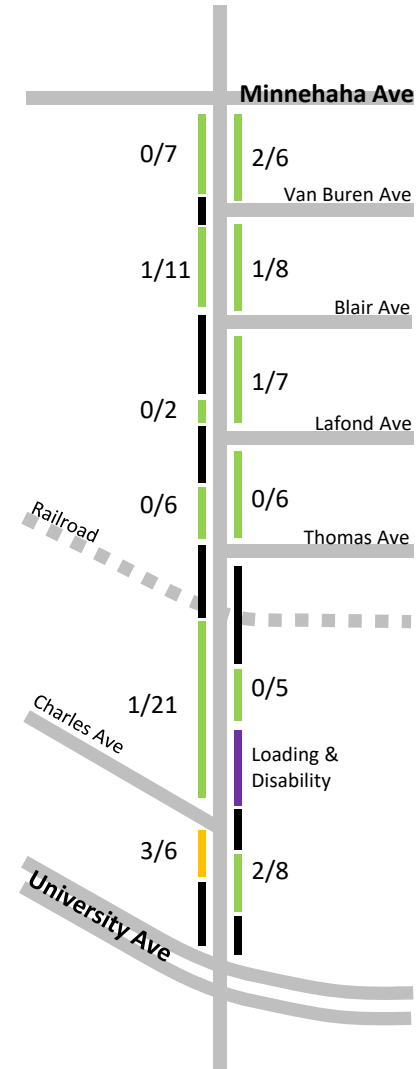 Minnehaha Ave
0/7
2/6
Van Buren Ave
1/11
1/8
Blair Ave
1/7
0/2
Lafond Ave
0/6
0/6
Railroad
Thomas Ave
0/5
1/21
Charles Ave
Loading &
Disability
3/6
2/8
University Ave